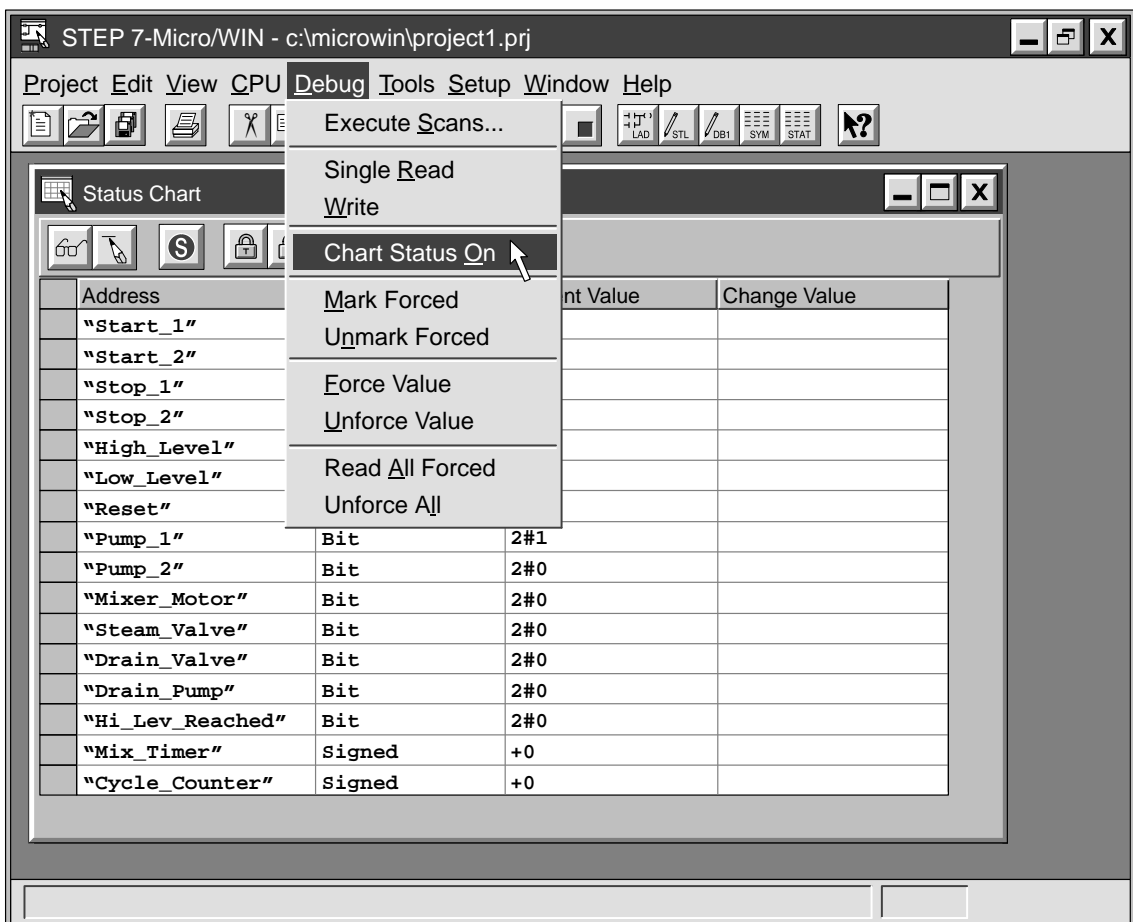 STEP 7-Micro/WIN - c:\microwin\project1.prj
Project Edit View CPU Debug Tools Setup Window Help
LAD STL DB1 SYM STAT
Execute Scans...
Single Read
Write
Chart Status On
Mark Forced
Unmark Forced
Force Value
Unforce Value
Read All Forced
Unforce All
Status Chart
S
Address nt Value Change Value
“Start_1”
“Start_2”
“Stop_1”
“Stop_2”
“High_Level”
“Low_Level”
“Reset”
“Pump_1” Bit 2#1
“Pump_2” Bit 2#0
“Mixer_Motor” Bit 2#0
“Steam_Valve” Bit 2#0
“Drain_Valve” Bit 2#0
“Drain_Pump” Bit 2#0
“Hi_Lev_Reached” Bit 2#0
“Mix_Timer” Signed +0
“Cycle_Counter” Signed +0